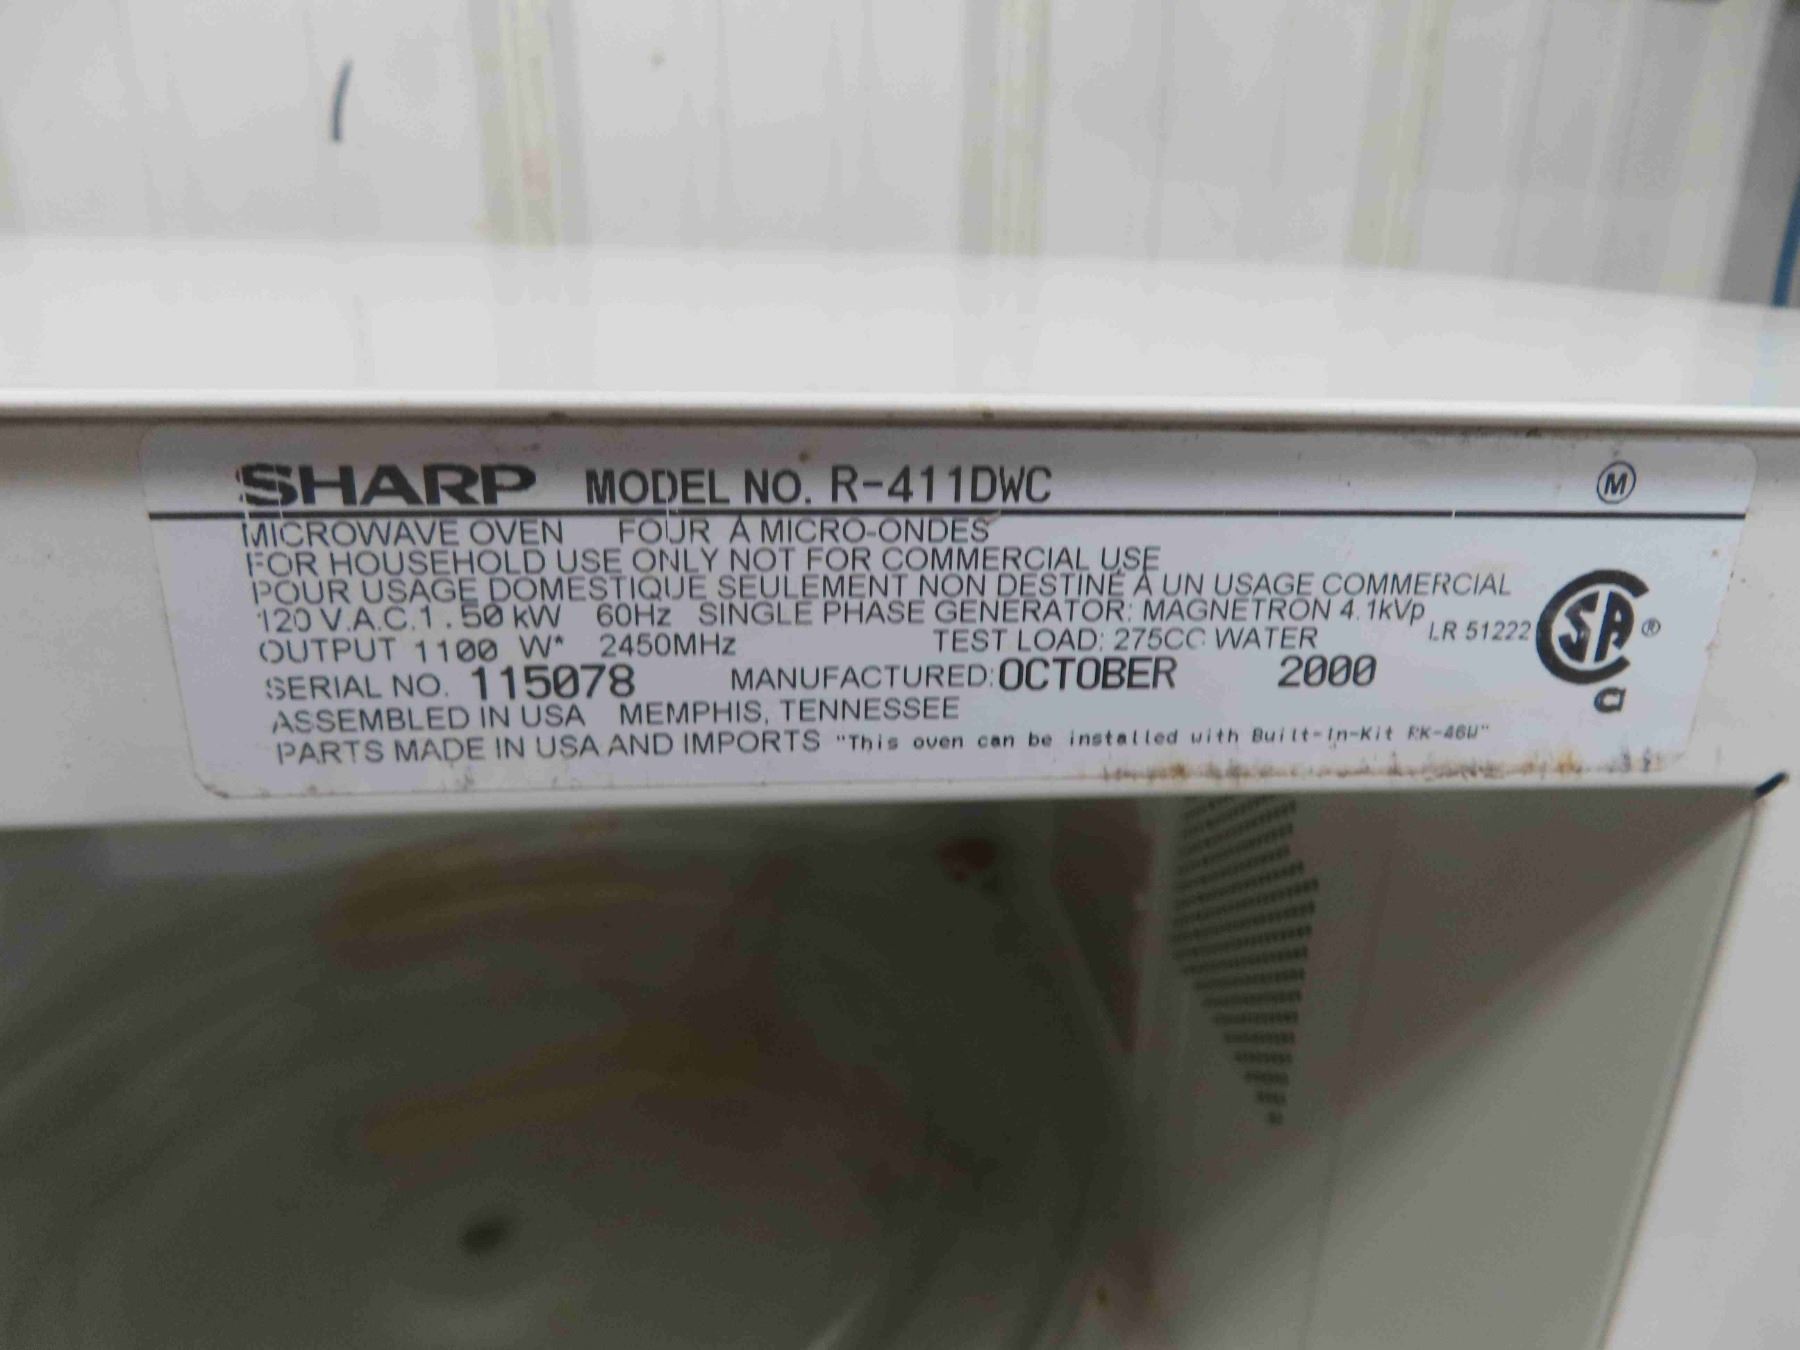 SHARP MODEL NO. R-411DWC M
MICROWAVE OVEN FOUR À MICRO-ONDES
FOR HOUSEHOLD USE ONLY NOT FOR COMMERCIAL USE
POUR USAGE DOMESTIQUE SEULEMENT NON DESTINÉ À UN USAGE COMMERCIAL
120 V.A.C. 1.50 kW 60Hz SINGLE PHASE GENERATOR: MAGNETRON 4.1kVp
OUTPUT 1100 W* 2450MHz TEST LOAD: 275CC WATER LR 51222 SA ®
SERIAL NO. 115078 MANUFACTURED: OCTOBER 2000
ASSEMBLED IN USA MEMPHIS, TENNESSEE
PARTS MADE IN USA AND IMPORTS "This oven can be installed with Built-In-Kit RK-46W"